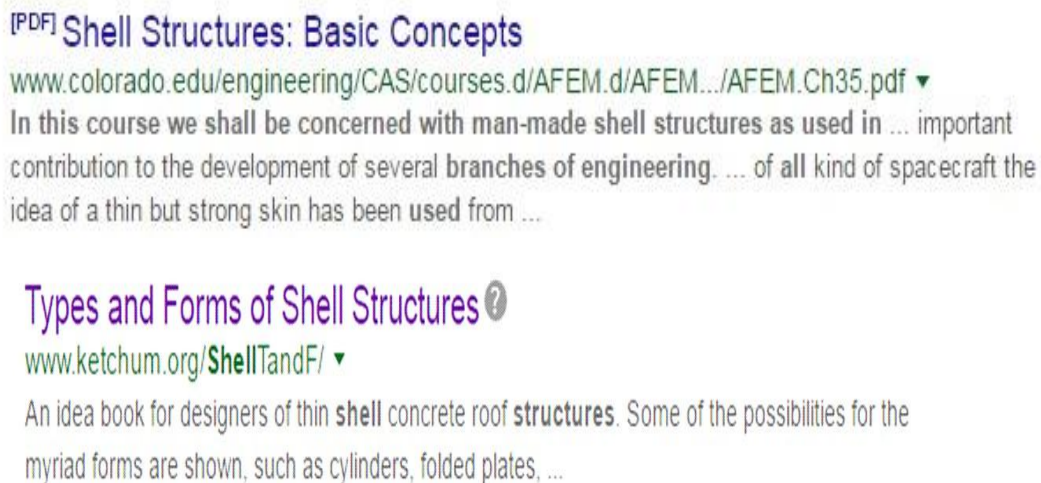 [PDF] Shell Structures: Basic Concepts
www.colorado.edu/engineering/CAS/courses.d/AFEM.d/AFEM.../AFEM.Ch35.pdf ▼
In this course we shall be concerned with man-made shell structures as used in ... important
contribution to the development of several branches of engineering. ... of all kind of spacecraft the
idea of a thin but strong skin has been used from ...
Types and Forms of Shell Structures ?
www.ketchum.org/ShellTandF/ ▼
An idea book for designers of thin shell concrete roof structures. Some of the possibilities for the
myriad forms are shown, such as cylinders, folded plates, ...